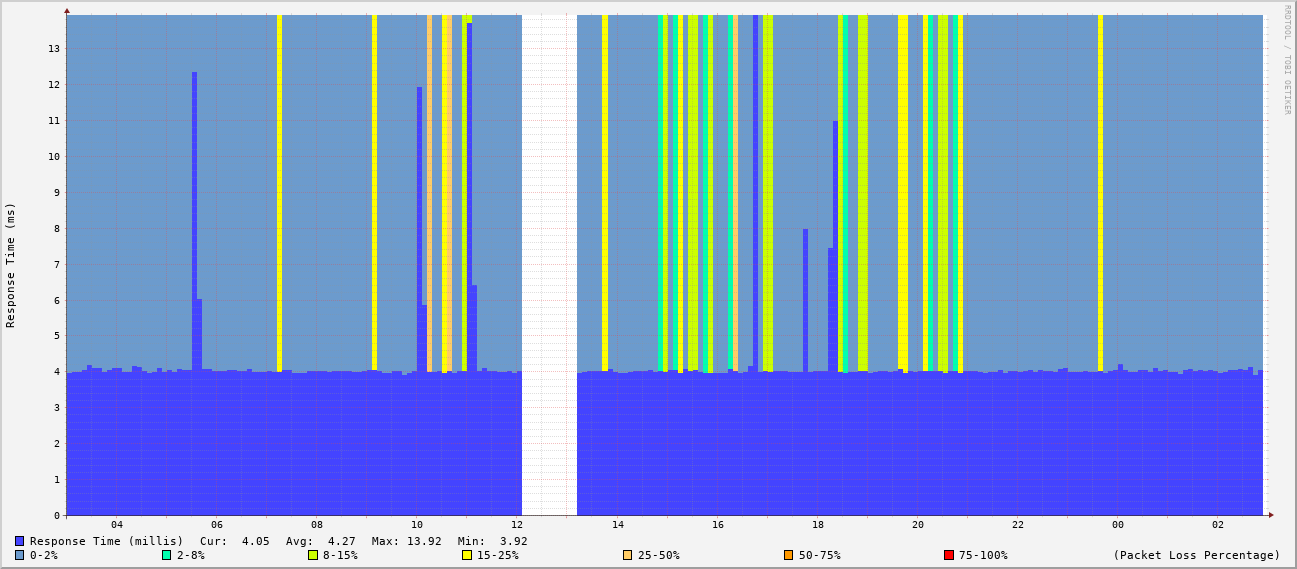 RRDTOOL / TOBI OETIKER
Response Time (ms)
13
12
11
10
9
8
7
6
5
4
3
2
1
0
04 06 08 10 12 14 16 18 20 22 00 02
Response Time (millis) Cur: 4.05 Avg: 4.27 Max: 13.92 Min: 3.92
0-2% 2-8% 8-15% 15-25% 25-50% 50-75% 75-100% (Packet Loss Percentage)